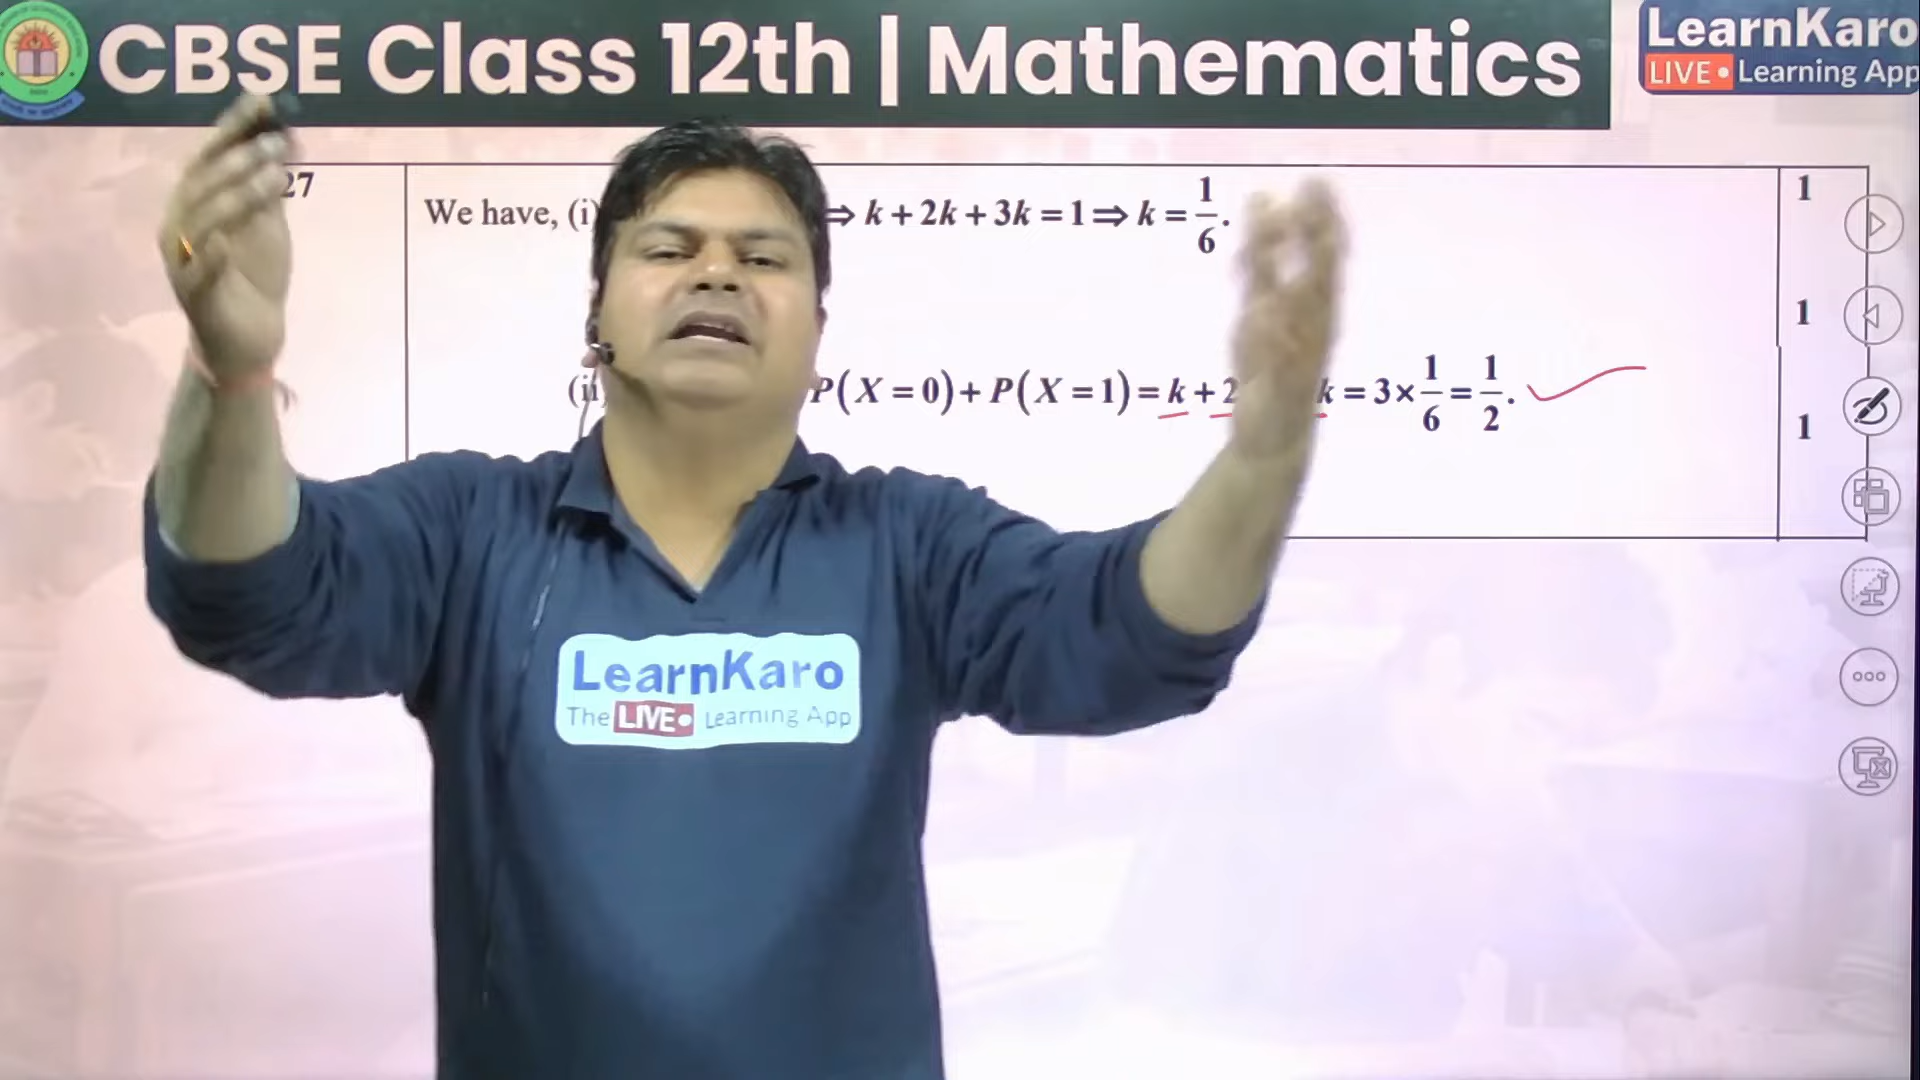 CBSE Class 12th | Mathematics
LearnKaro
LIVE • Learning App
27
We have, (i) ⇒ k + 2k + 3k = 1 ⇒ k = 1/6.
1
1
P(X = 0) + P(X = 1) = k + 2 k = 3 × 1/6 = 1/2.
1
LearnKaro
The LIVE • Learning App